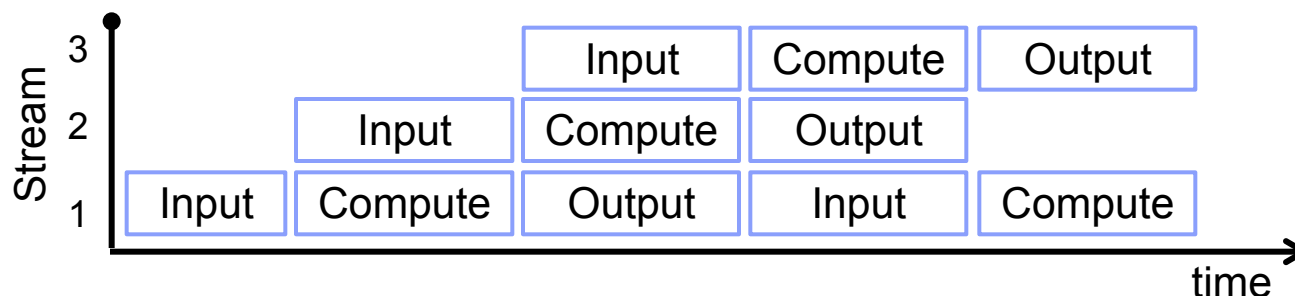 3 Input Compute Output
Stream
2 Input Compute Output
1 Input Compute Output Input Compute
time